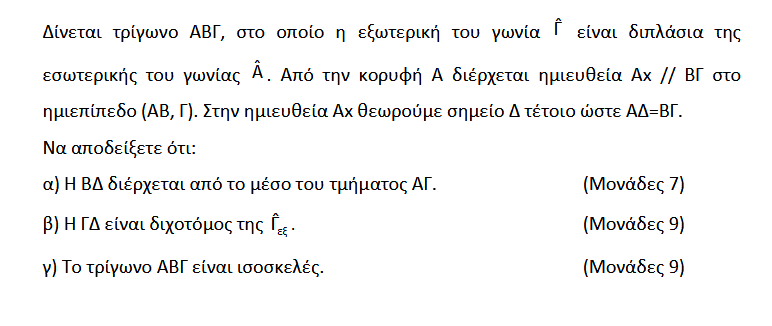 Δίνεται τρίγωνο ΑΒΓ, στο οποίο η εξωτερική του γωνία Γ̂ είναι διπλάσια της
εσωτερικής του γωνίας Â. Από την κορυφή Α διέρχεται ημιευθεία Αx // ΒΓ στο
ημιεπίπεδο (ΑΒ, Γ). Στην ημιευθεία Αx θεωρούμε σημείο Δ τέτοιο ώστε ΑΔ=ΒΓ.
Να αποδείξετε ότι:
α) Η ΒΔ διέρχεται από το μέσο του τμήματος ΑΓ. (Μονάδες 7)
β) Η ΓΔ είναι διχοτόμος της Γ̂εξ . (Μονάδες 9)
γ) Το τρίγωνο ΑΒΓ είναι ισοσκελές. (Μονάδες 9)